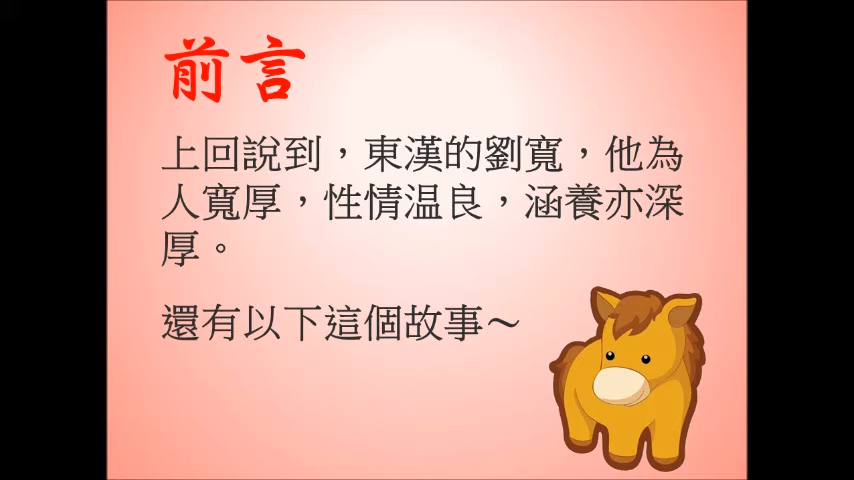 前言
上回說到，東漢的劉寬，他為
人寬厚，性情温良，涵養亦深
厚。
還有以下這個故事～